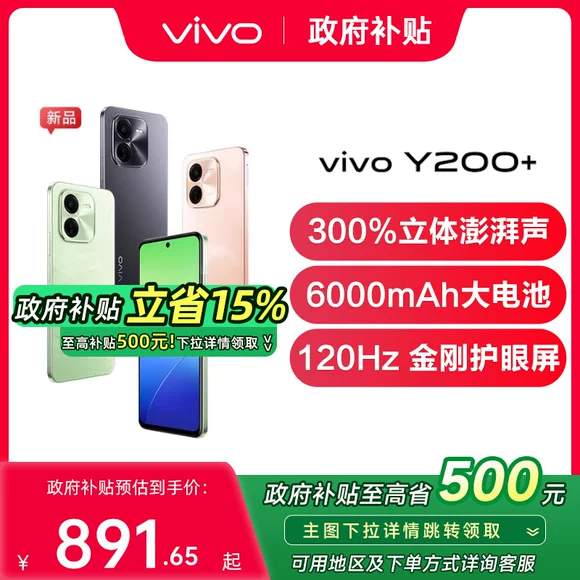 vivo | 政府补贴
新品
vivo Y200+
300%立体澎湃声
6000mAh大电池
120Hz 金刚护眼屏
vivo
政府补贴 立省15%
至高补贴500元!下拉详情领取
政府补贴预估到手价:
¥ 891.65 起
政府补贴至高省500元
主图下拉详情跳转领取
可用地区及下单方式详询客服